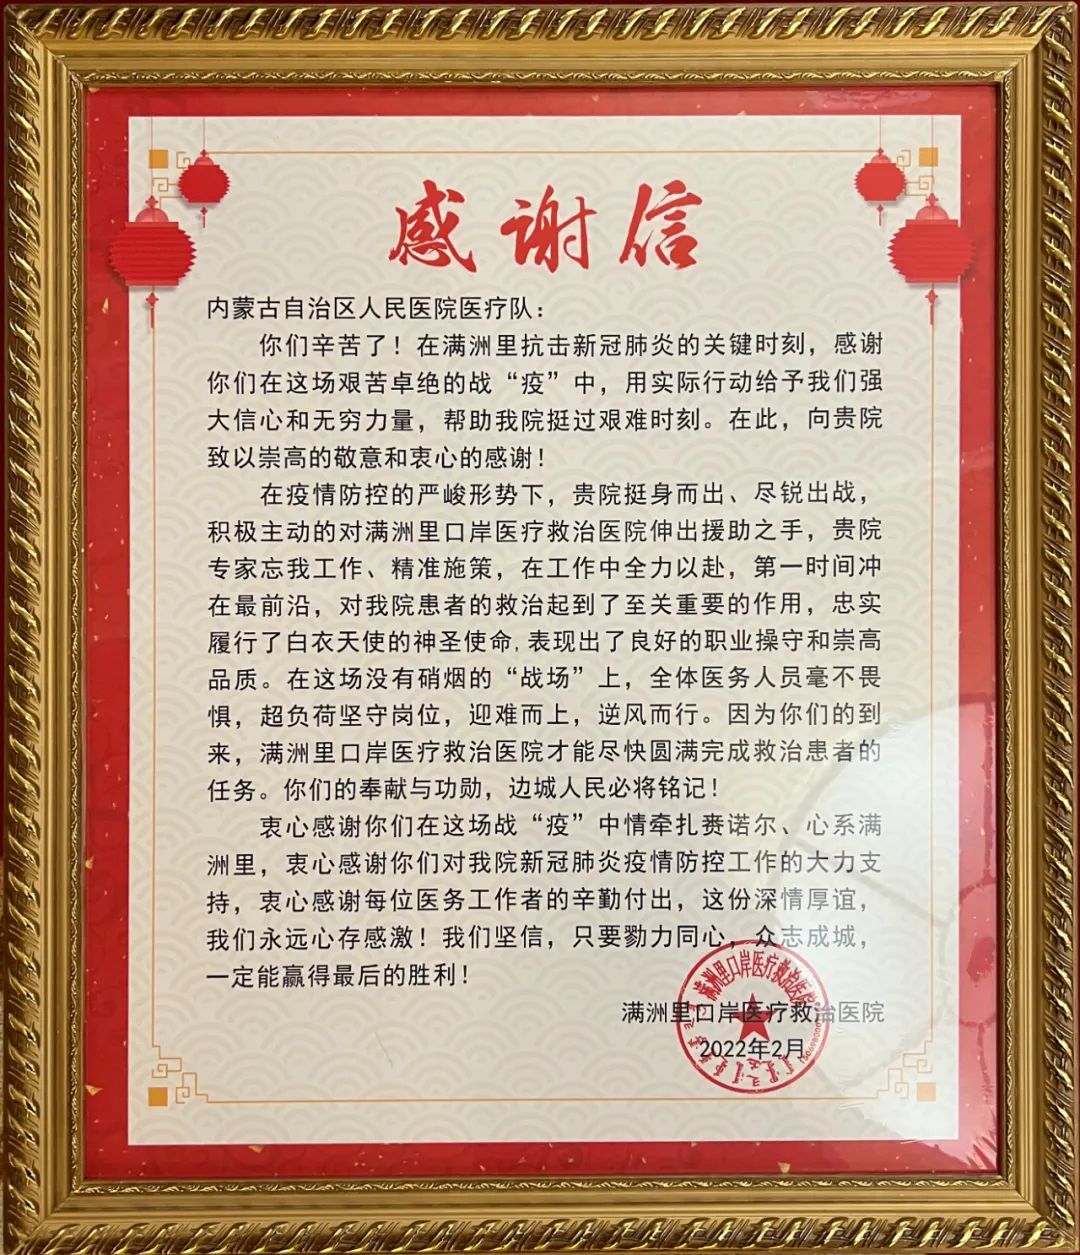 感谢信
内蒙古自治区人民医院医疗队：
你们辛苦了！在满洲里抗击新冠肺炎的关键时刻，感谢
你们在这场艰苦卓绝的战“疫”中，用实际行动给予我们强
大信心和无穷力量，帮助我院挺过艰难时刻。在此，向贵院
致以崇高的敬意和衷心的感谢！
在疫情防控的严峻形势下，贵院挺身而出、尽锐出战，
积极主动的对满洲里口岸医疗救治医院伸出援助之手，贵院
专家忘我工作、精准施策，在工作中全力以赴，第一时间冲
在最前沿，对我院患者的救治起到了至关重要的作用，忠实
履行了白衣天使的神圣使命,表现出了良好的职业操守和崇高
品质。在这场没有硝烟的“战场”上，全体医务人员毫不畏
惧，超负荷坚守岗位，迎难而上，逆风而行。因为你们的到
来，满洲里口岸医疗救治医院才能尽快圆满完成救治患者的
任务。你们的奉献与功勋，边城人民必将铭记！
衷心感谢你们在这场战“疫”中情牵扎赉诺尔、心系满
洲里，衷心感谢你们对我院新冠肺炎疫情防控工作的大力支
持，衷心感谢每位医务工作者的辛勤付出，这份深情厚谊，
我们永远心存感激！我们坚信，只要勠力同心，众志成城，
一定能赢得最后的胜利！
满洲里口岸医疗救治医院
2022年2月
满洲里口岸医疗救治医院